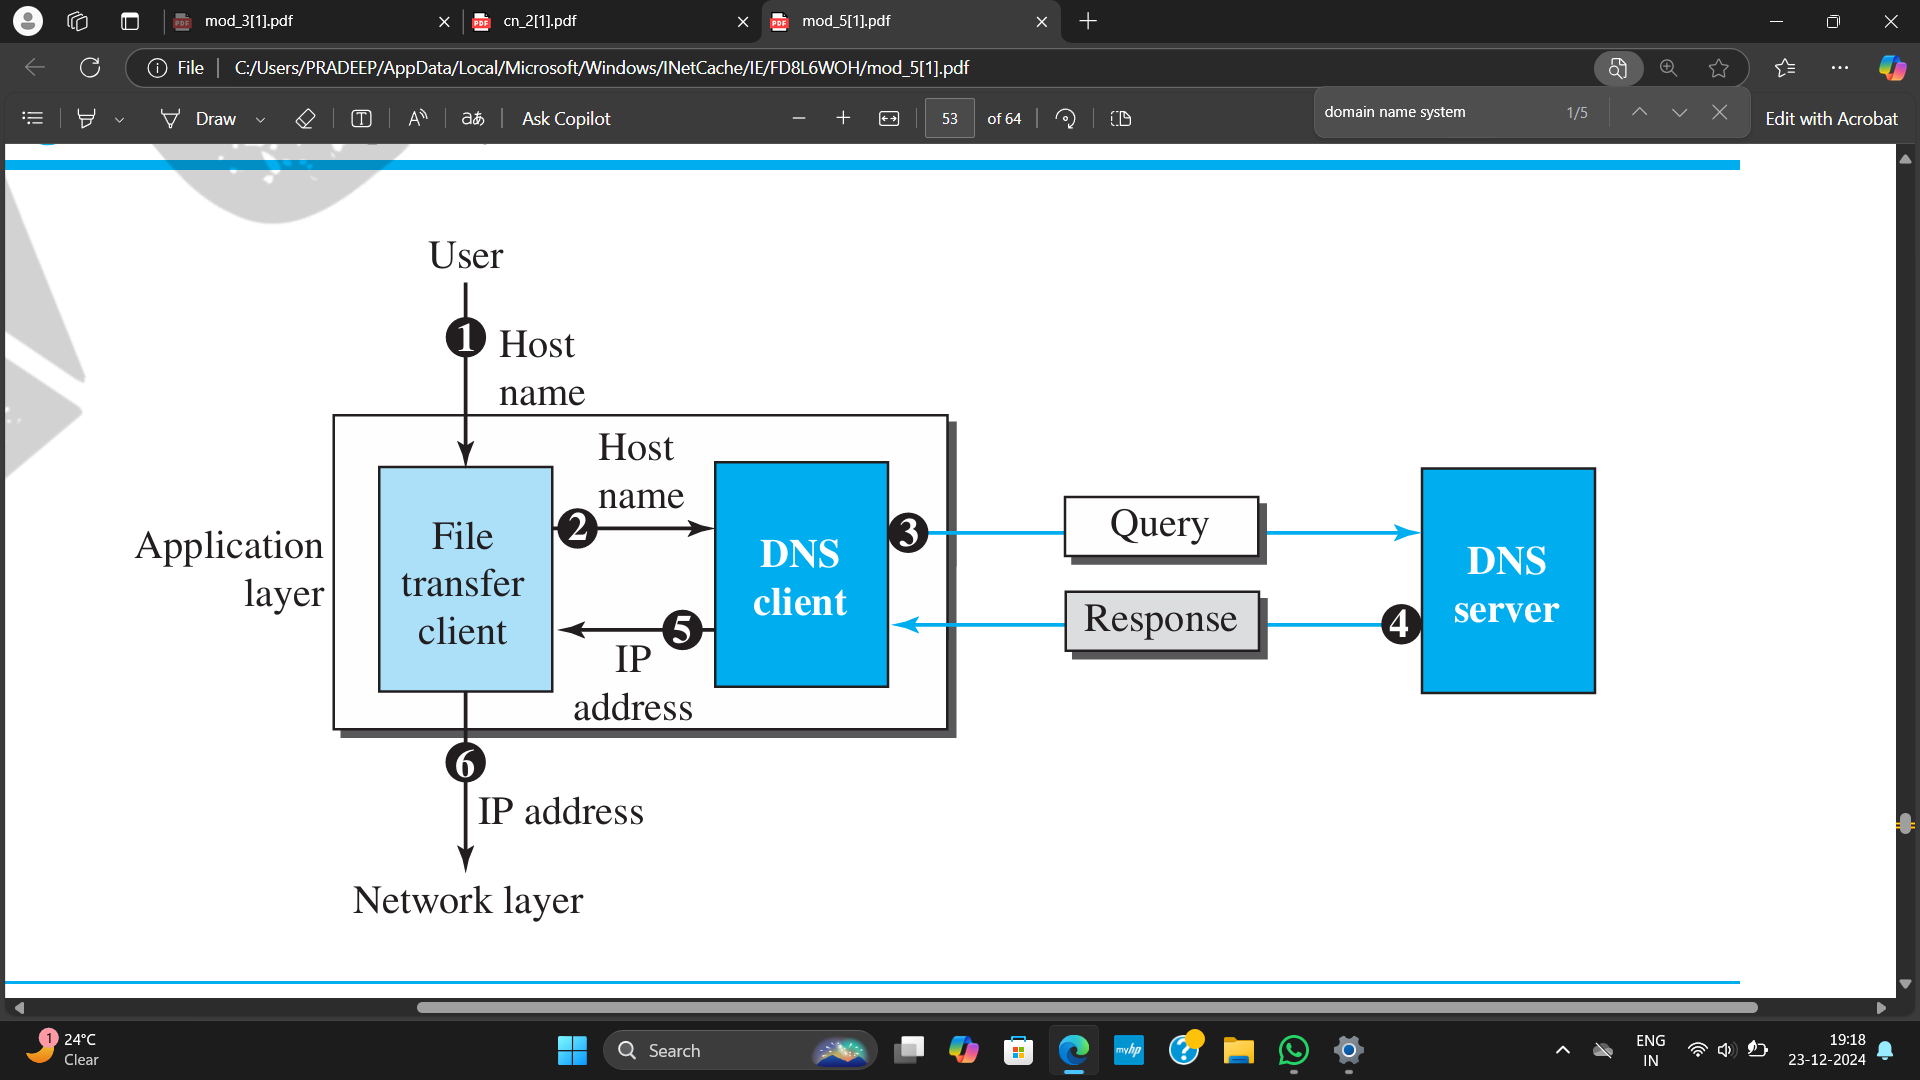 mod_3[1].pdf
cn_2[1].pdf
mod_5[1].pdf
File
C:/Users/PRADEEP/AppData/Local/Microsoft/Windows/INetCache/IE/FD8L6WOH/mod_5[1].pdf
Draw
Ask Copilot
53 of 64
domain name system 1/5
Edit with Acrobat
User
1
Host
name
Application
layer
File
transfer
client
2
Host
name
DNS
client
3
Query
DNS
server
4
Response
5
IP
address
6
IP address
Network layer
1
24°C
Clear
Search
myhp
ENG
IN
19:18
23-12-2024